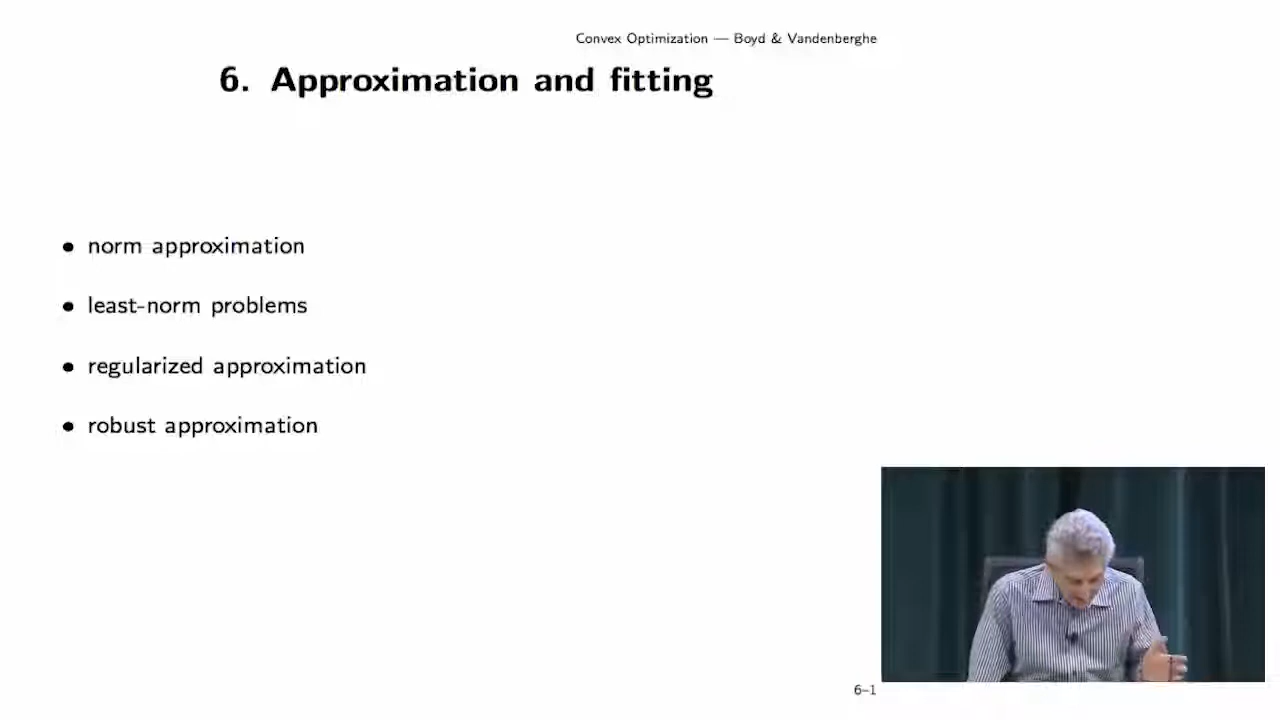 Convex Optimization — Boyd & Vandenberghe
6. Approximation and fitting
• norm approximation
• least-norm problems
• regularized approximation
• robust approximation
6–1